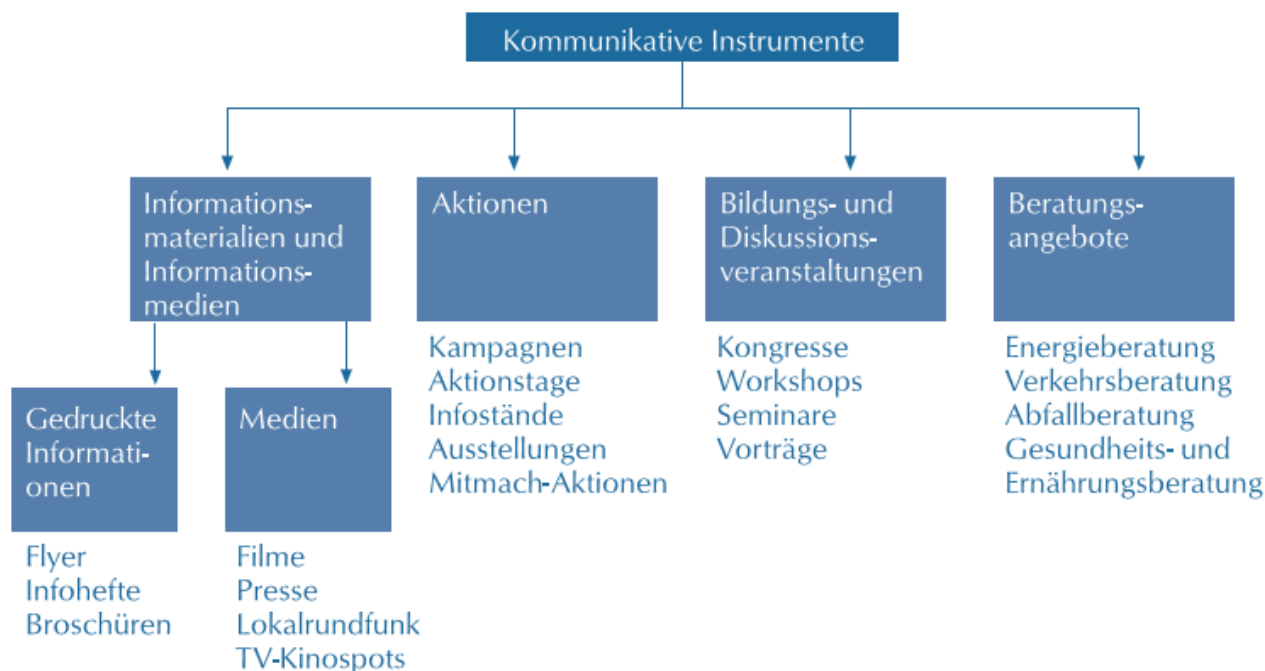 Kommunikative Instrumente
Informations-
materialien und
Informations-
medien
Aktionen
Bildungs- und
Diskussions-
veranstaltungen
Beratungs-
angebote
Kampagnen
Aktionstage
Infostände
Ausstellungen
Mitmach-Aktionen
Kongresse
Workshops
Seminare
Vorträge
Energieberatung
Verkehrsberatung
Abfallberatung
Gesundheits- und
Ernährungsberatung
Gedruckte
Informati-
onen
Medien
Flyer
Infohefte
Broschüren
Filme
Presse
Lokalrundfunk
TV-Kinospots